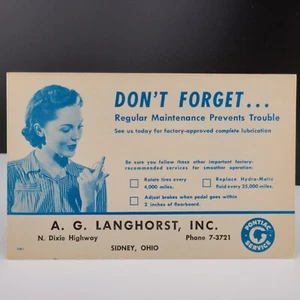 DON'T FORGET...
Regular Maintenance Prevents Trouble
See us today for factory-approved complete lubrication
Be sure you follow these other important factory-
recommended services for smoother operation:
Rotate tires every
4,000 miles.
Replace Hydra-Matic
fluid every 25,000 miles.
Adjust brakes when pedal goes within
2 inches of floorboard.
A. G. LANGHORST, INC.
N. Dixie Highway Phone 7-3721
SIDNEY, OHIO
PONTIAC
SERVICE